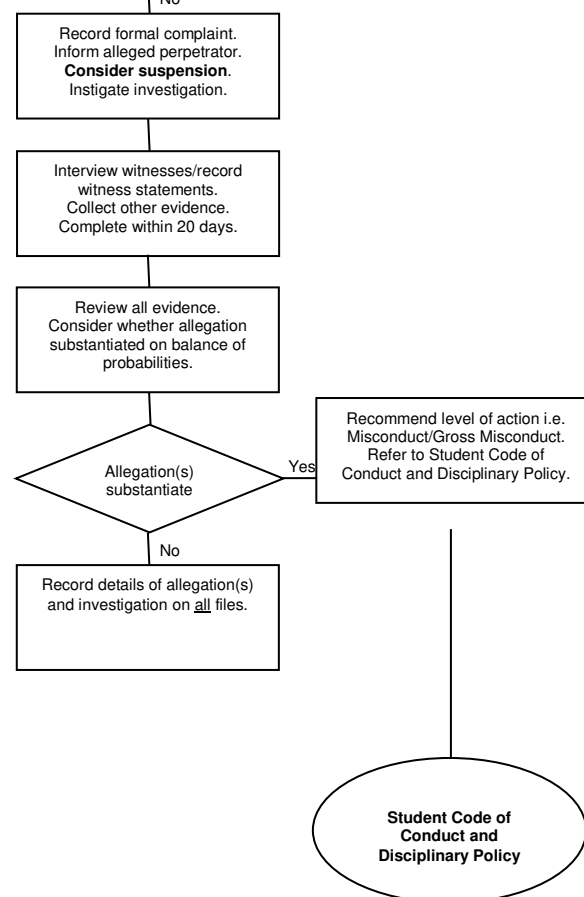 No
Record formal complaint.
Inform alleged perpetrator.
Consider suspension.
Instigate investigation.
Interview witnesses/record
witness statements.
Collect other evidence.
Complete within 20 days.
Review all evidence.
Consider whether allegation
substantiated on balance of
probabilities.
Allegation(s)
substantiate
Yes
Recommend level of action i.e.
Misconduct/Gross Misconduct.
Refer to Student Code of
Conduct and Disciplinary Policy.
No
Record details of allegation(s)
and investigation on all files.
Student Code of
Conduct and
Disciplinary Policy